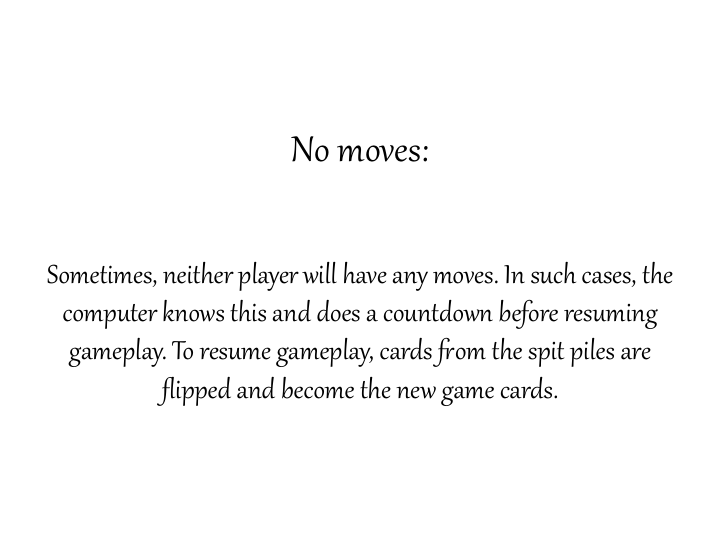 No moves:
Sometimes, neither player will have any moves. In such cases, the
computer knows this and does a countdown before resuming
gameplay. To resume gameplay, cards from the spit piles are
flipped and become the new game cards.